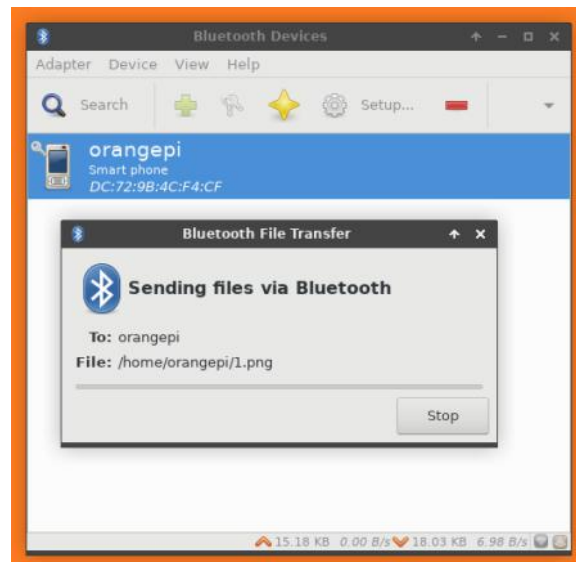 Bluetooth Devices
Adapter Device View Help
Search Setup...
orangepi
Smart phone
DC:72:9B:4C:F4:CF
Bluetooth File Transfer
Sending files via Bluetooth
To: orangepi
File: /home/orangepi/1.png
Stop
15.18 KB 0.00 B/s 18.03 KB 6.98 B/s